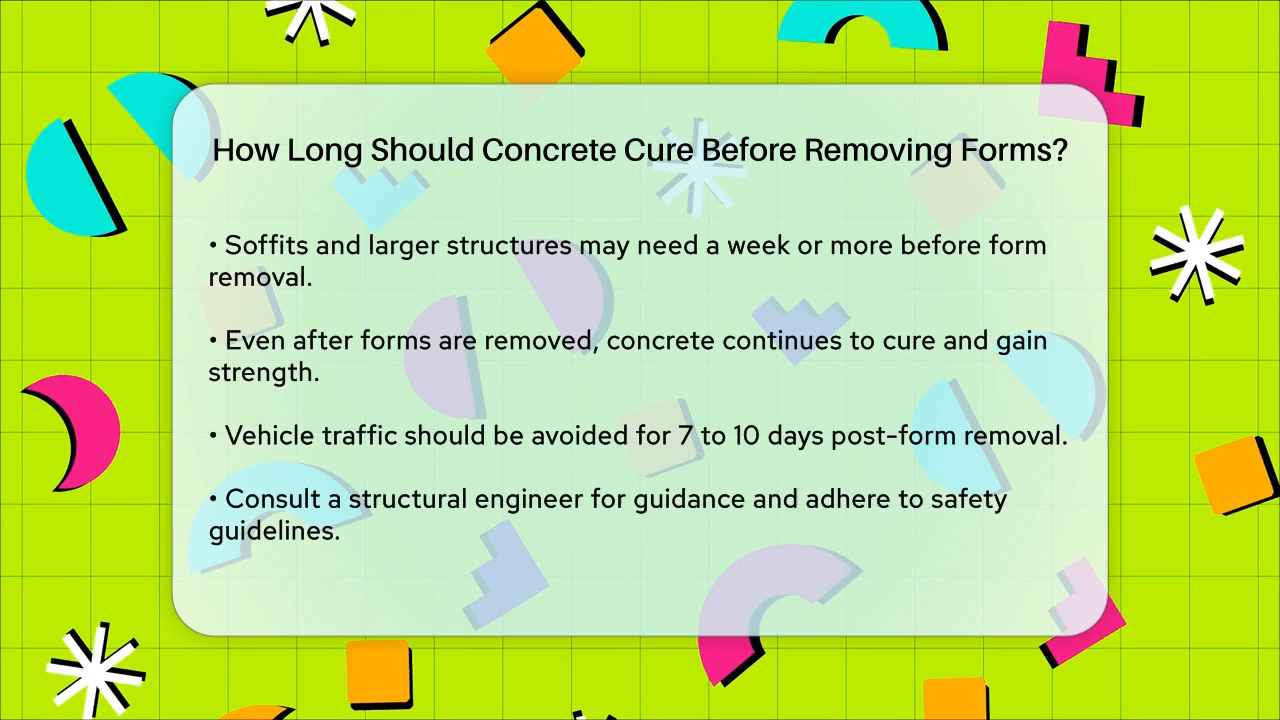 How Long Should Concrete Cure Before Removing Forms?
• Soffits and larger structures may need a week or more before form
removal.
• Even after forms are removed, concrete continues to cure and gain
strength.
• Vehicle traffic should be avoided for 7 to 10 days post-form removal.
• Consult a structural engineer for guidance and adhere to safety
guidelines.